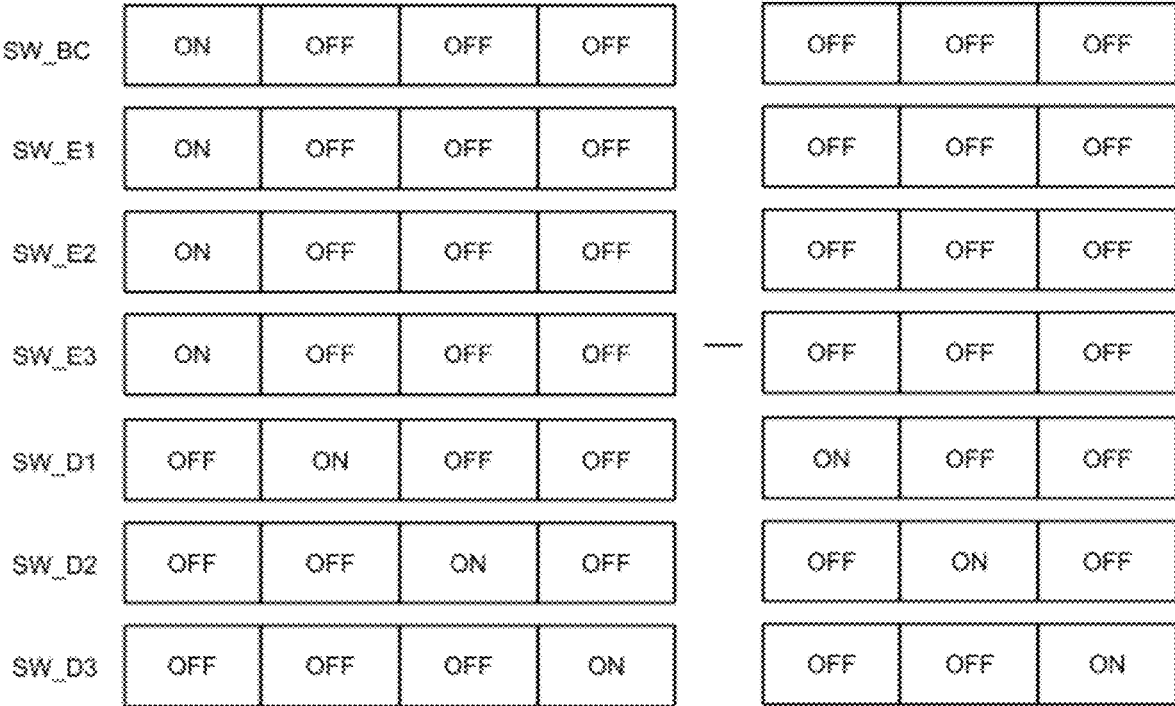 SW_BC ON OFF OFF OFF OFF OFF OFF
SW_E1 ON OFF OFF OFF OFF OFF OFF
SW_E2 ON OFF OFF OFF OFF OFF OFF
SW_E3 ON OFF OFF OFF OFF OFF OFF
SW_D1 OFF ON OFF OFF ON OFF OFF
SW_D2 OFF OFF ON OFF OFF ON OFF
SW_D3 OFF OFF OFF ON OFF OFF ON